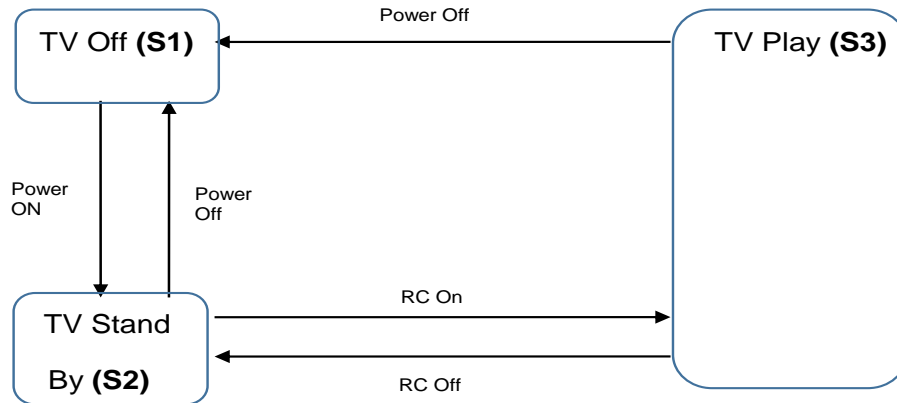 Power Off
TV Off (S1)
TV Play (S3)
Power
ON
Power
Off
RC On
TV Stand
By (S2)
RC Off